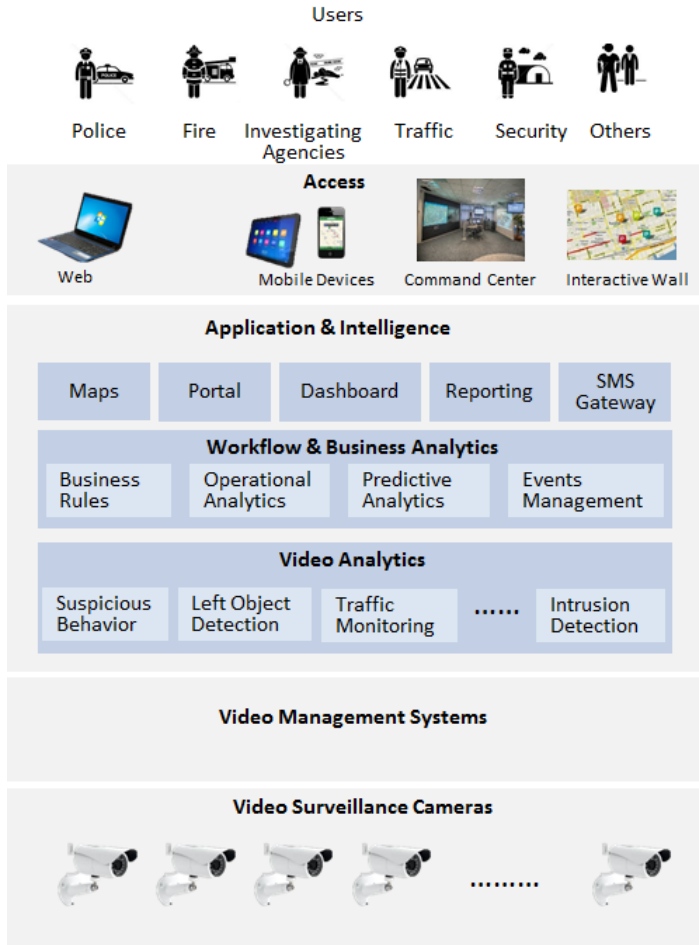 Users
Police
Fire
Investigating
Agencies
Traffic
Security
Others
Access
Web
Mobile Devices
Command Center
Interactive Wall
Application & Intelligence
Maps
Portal
Dashboard
Reporting
SMS
Gateway
Workflow & Business Analytics
Business
Rules
Operational
Analytics
Predictive
Analytics
Events
Management
Video Analytics
Suspicious
Behavior
Left Object
Detection
Traffic
Monitoring
......
Intrusion
Detection
Video Management Systems
Video Surveillance Cameras
.........